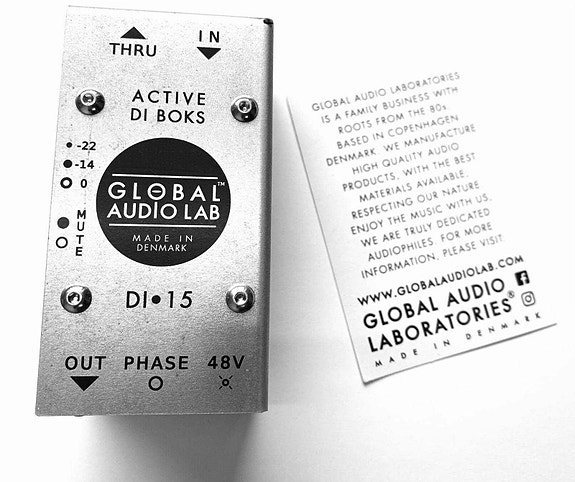 THRU
IN
ACTIVE
DI BOKS
-22
-14
0
MUTE
GLOBAL™
AUDIO LAB
MADE IN
DENMARK
DI•15
OUT PHASE 48V
GLOBAL AUDIO LABORATORIES
IS A FAMILY BUSINESS WITH
ROOTS FROM THE 80s.
BASED IN COPENHAGEN
DENMARK. WE MANUFACTURE
HIGH QUALITY AUDIO
PRODUCTS, WITH THE BEST
MATERIALS AVAILABLE,
RESPECTING OUR NATURE
ENJOY THE MUSIC WITH US,
WE ARE TRULY DEDICATED
AUDIOPHILES. FOR MORE
INFORMATION, PLEASE VISIT
WWW.GLOBALAUDIOLAB.COM
GLOBAL AUDIO
LABORATORIES®
MADE IN DENMARK